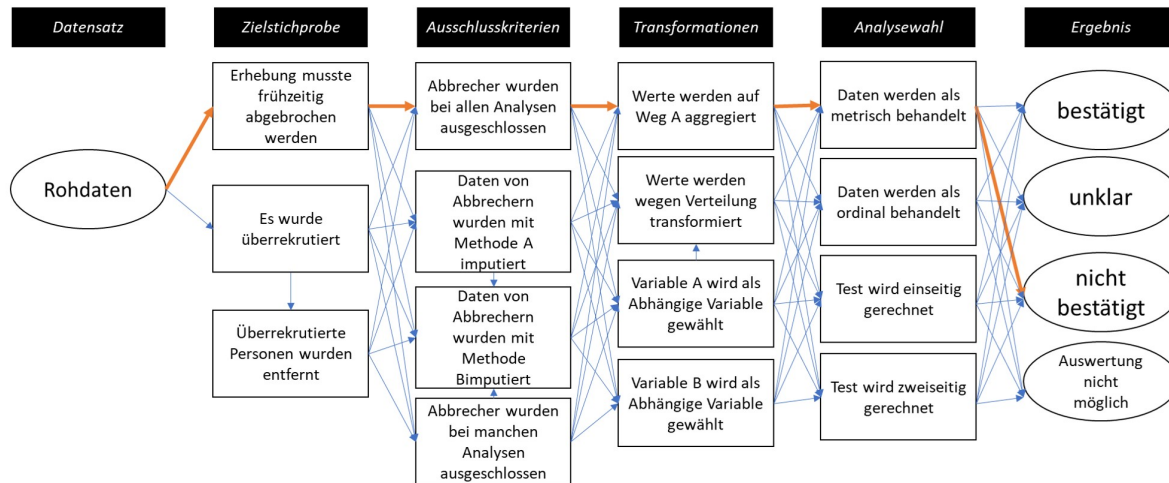 Datensatz
Zielstichprobe
Ausschlusskriterien
Transformationen
Analysewahl
Ergebnis
Rohdaten
Erhebung musste
frühzeitig
abgebrochen
werden
Es wurde
überrekrutiert
Überrekrutierte
Personen wurden
entfernt
Abbrecher wurden
bei allen Analysen
ausgeschlossen
Daten von
Abbrechern
wurden mit
Methode A
imputiert
Daten von
Abbrechern
wurden mit
Methode
Bimputiert
Abbrecher wurden
bei manchen
Analysen
ausgeschlossen
Werte werden auf
Weg A aggregiert
Werte werden
wegen Verteilung
transformiert
Variable A wird als
Abhängige Variable
gewählt
Variable B wird als
Abhängige Variable
gewählt
Daten werden als
metrisch behandelt
Daten werden als
ordinal behandelt
Test wird einseitig
gerechnet
Test wird zweiseitig
gerechnet
bestätigt
unklar
nicht
bestätigt
Auswertung
nicht
möglich